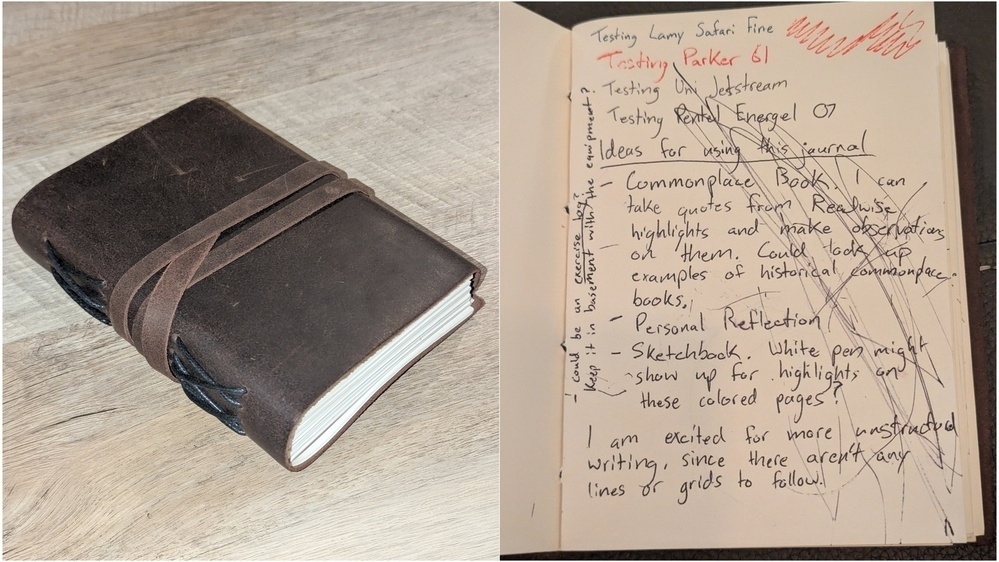 Testing Lamy Safari Fine
Testing Parker 61
Testing Uni Jetstream
Testing Pentel Energel 07
Ideas for using this journal
- Commonplace Book. I can
take quotes from Readwise
highlights and make observations
on them. Could look up
examples of historical commonplace
books.
- Personal Reflection
- Sketchbook. White pen might
show up for highlights on
these colored pages?
I am excited for more unstructured
writing, since there aren't any
lines or grids to follow.
- Could be an exercise log?
Keep it in basement with the equipment?